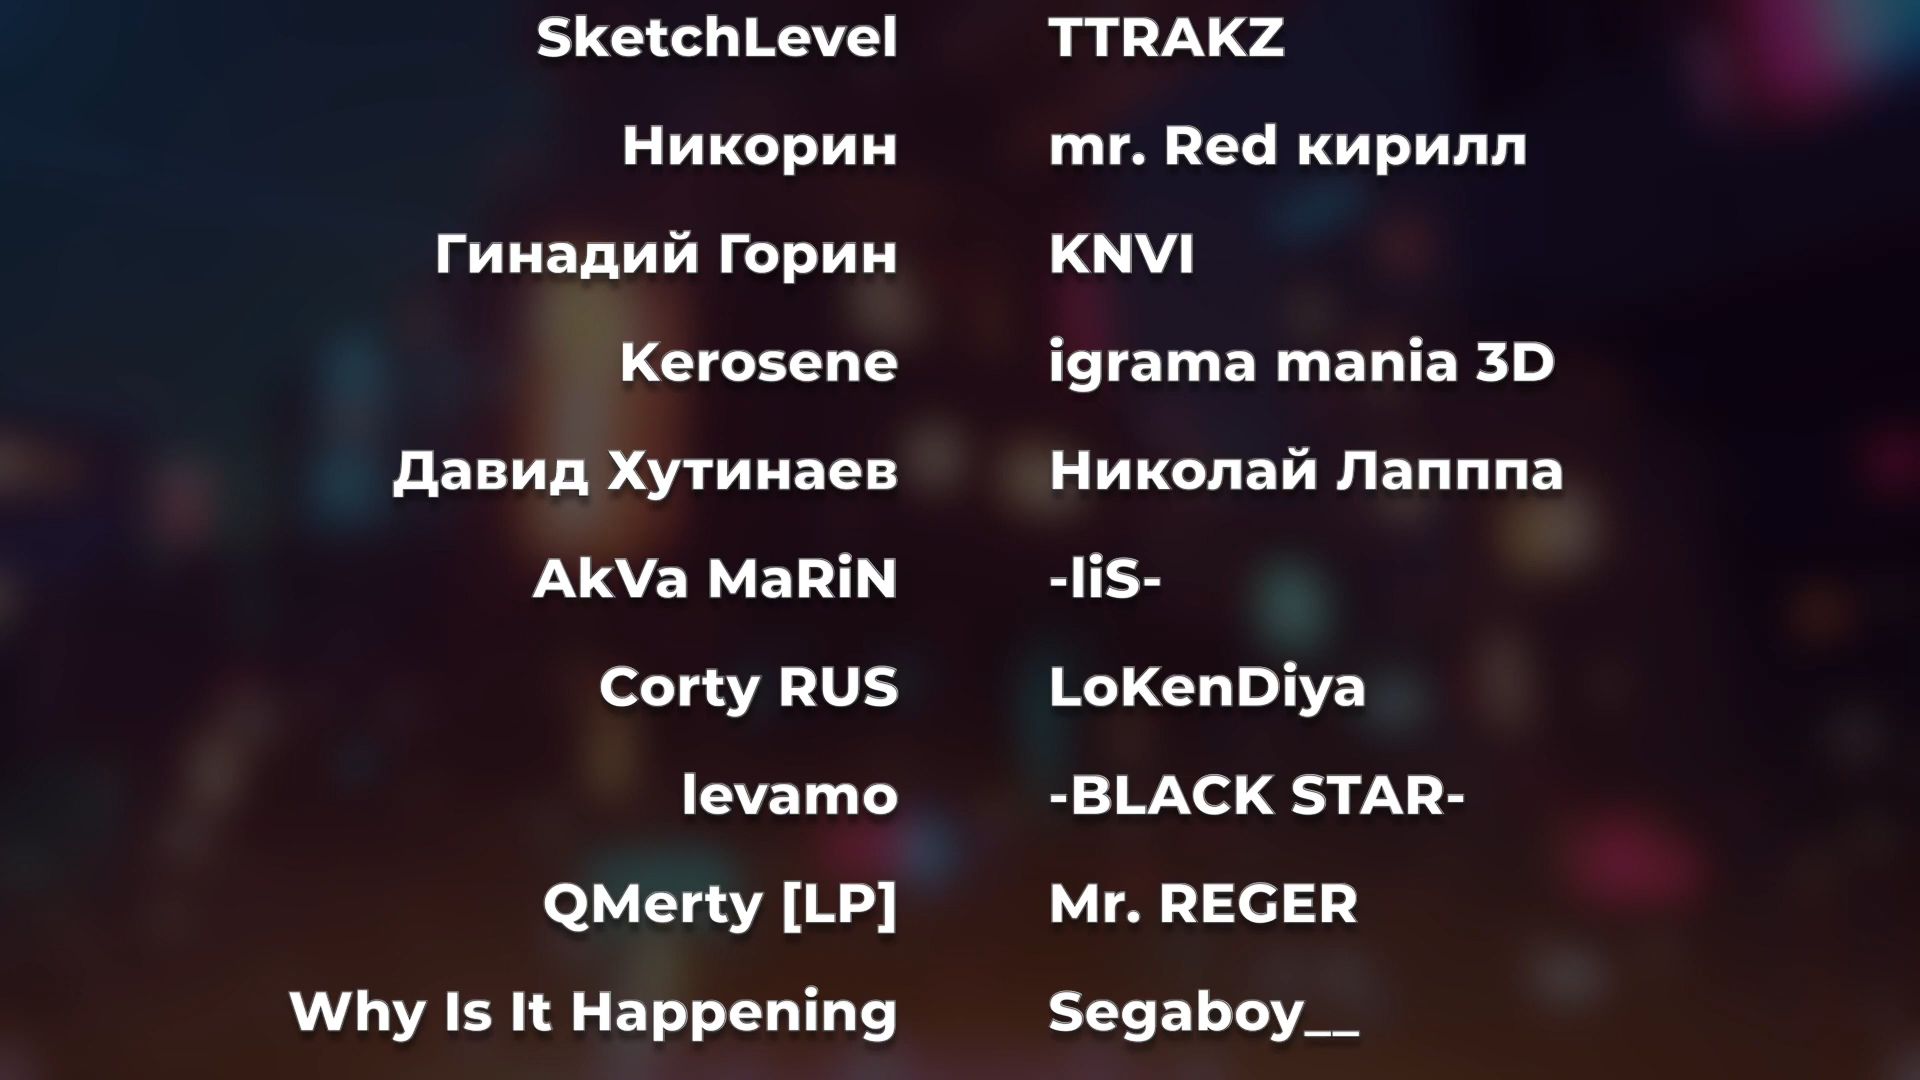 SketchLevel TTRAKZ
Никорин mr. Red кирилл
Гинадий Горин KNVI
Kerosene igrama mania 3D
Давид Хутинаев Николай Лапппа
AkVa MaRiN -liS-
Corty RUS LoKenDiya
levamo -BLACK STAR-
QMerty [LP] Mr. REGER
Why Is It Happening Segaboy__